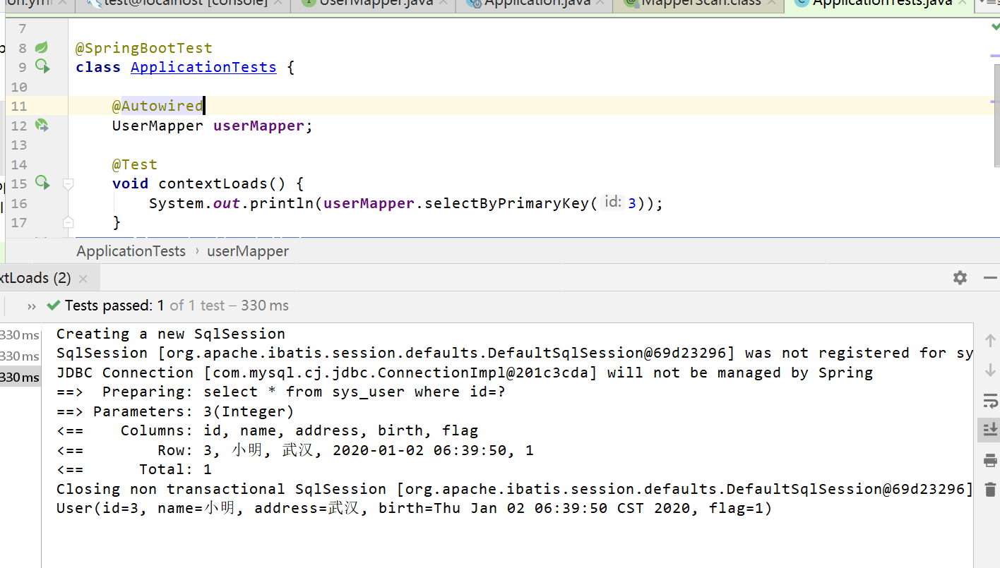 test@localhost [console] UserMapper.java Application.java MapperScan.class ApplicationTests.java
7
8 @SpringBootTest
9 class ApplicationTests {
10
11 @Autowired
12 UserMapper userMapper;
13
14 @Test
15 void contextLoads() {
16 System.out.println(userMapper.selectByPrimaryKey( id: 3));
17 }
ApplicationTests › userMapper
xtLoads (2)
» Tests passed: 1 of 1 test – 330 ms
330 ms Creating a new SqlSession
330 ms SqlSession [org.apache.ibatis.session.defaults.DefaultSqlSession@69d23296] was not registered for sy
330 ms JDBC Connection [com.mysql.cj.jdbc.ConnectionImpl@201c3cda] will not be managed by Spring
==>  Preparing: select * from sys_user where id=?
==> Parameters: 3(Integer)
<==    Columns: id, name, address, birth, flag
<==        Row: 3, 小明, 武汉, 2020-01-02 06:39:50, 1
<==      Total: 1
Closing non transactional SqlSession [org.apache.ibatis.session.defaults.DefaultSqlSession@69d23296]
User(id=3, name=小明, address=武汉, birth=Thu Jan 02 06:39:50 CST 2020, flag=1)